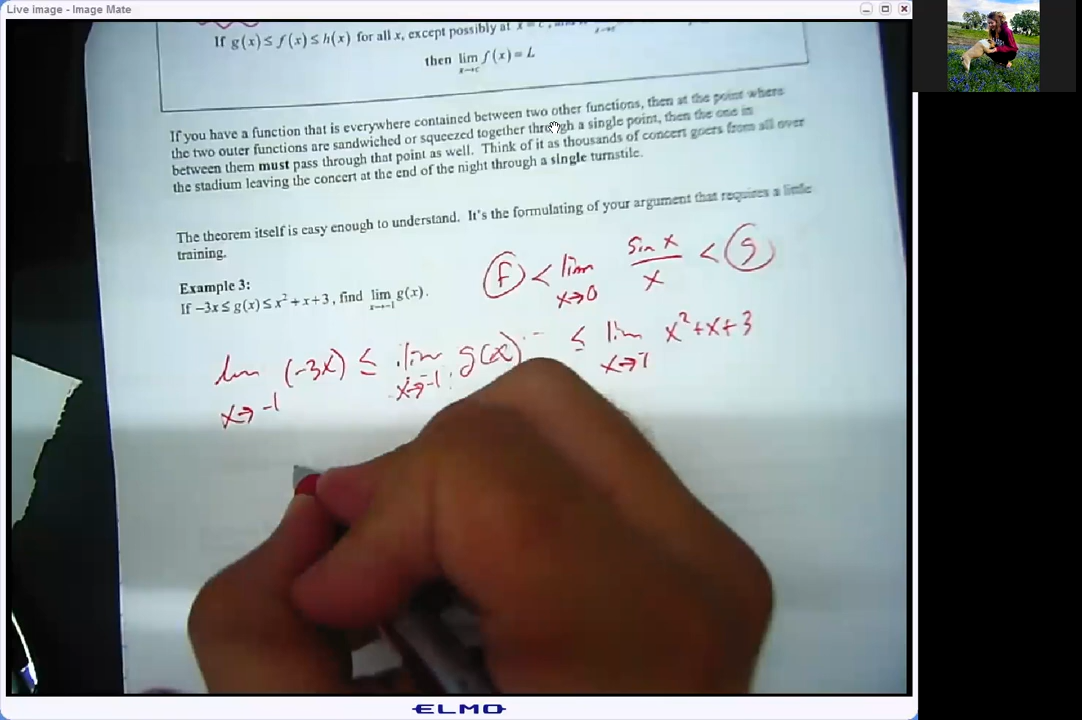 Live image - Image Mate
If g(x) ≤ f(x) ≤ h(x) for all x, except possibly at x = c,
then lim f(x) = L
x→c
If you have a function that is everywhere contained between two other functions, then at the point where
the two outer functions are sandwiched or squeezed together through a single point, then the one in
between them must pass through that point as well. Think of it as thousands of concert goers from all over
the stadium leaving the concert at the end of the night through a single turnstile.
The theorem itself is easy enough to understand. It's the formulating of your argument that requires a little
training.
Example 3:
If −3x ≤ g(x) ≤ x² + x + 3, find lim g(x).
x→−1
f < lim sin x / x < g
x→0
lim (-3x) ≤ lim g(x) ≤ lim x²+x+3
x→-1 x→-1 x→-1
ELMO